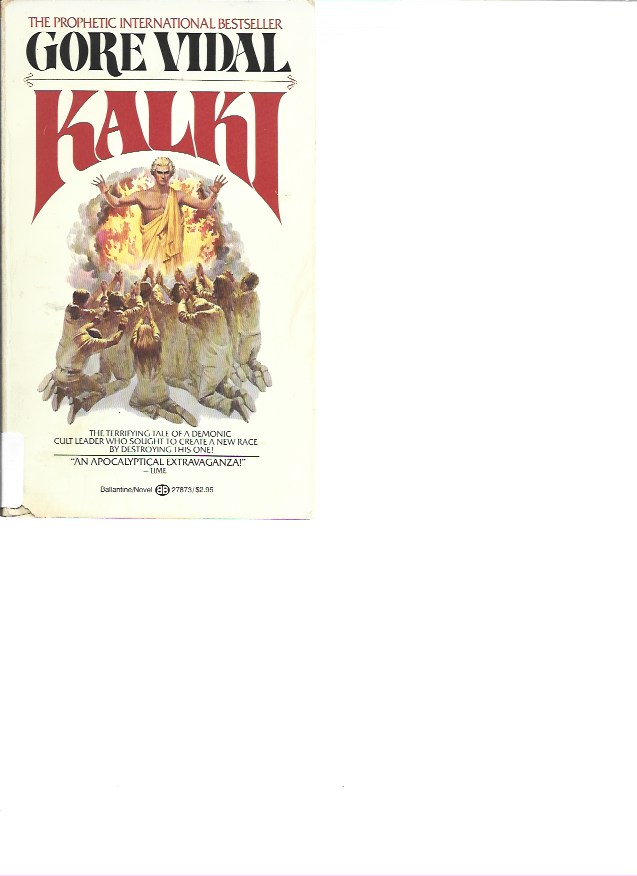 THE PROPHETIC INTERNATIONAL BESTSELLER
GORE VIDAL
KALKI
THE TERRIFYING TALE OF A DEMONIC
CULT LEADER WHO SOUGHT TO CREATE A NEW RACE
BY DESTROYING THIS ONE!
"AN APOCALYPTICAL EXTRAVAGANZA!"
—TIME
Ballantine/Novel BB 27873/$2.95